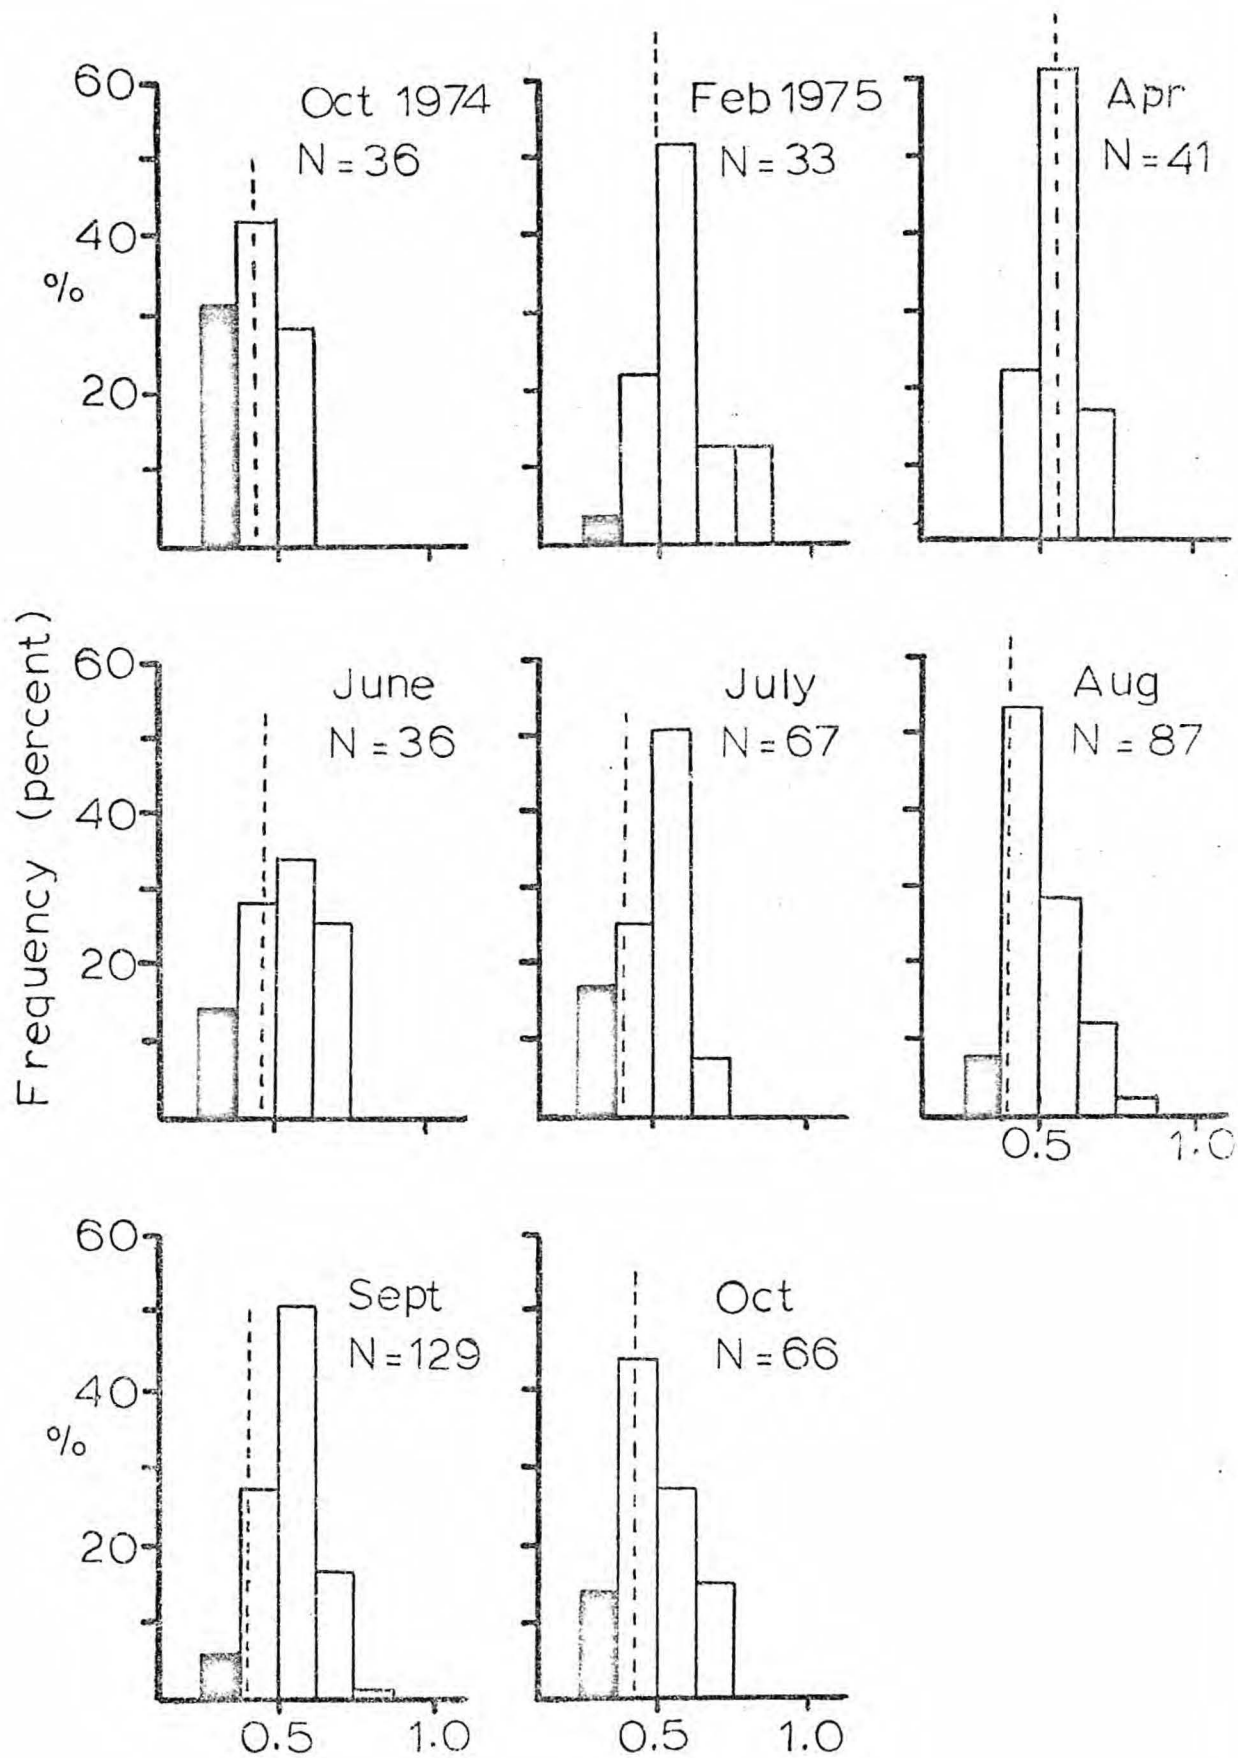 60
40
%
20
Oct 1974
N = 36
Feb 1975
N = 33
Apr
N = 41
Frequency (percent)
60
40
20
June
N = 36
July
N = 67
Aug
N = 87
0.5 1.0
60
40
%
20
Sept
N = 129
Oct
N = 66
0.5 1.0
0.5 1.0